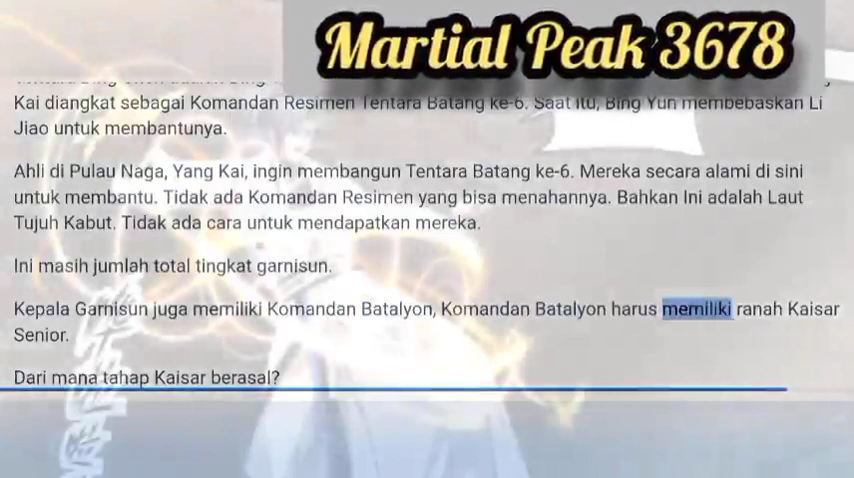 Martial Peak 3678
Kai diangkat sebagai Komandan Resimen Tentara Batang ke-6. Saat itu, Bing Yun membebaskan Li
Jiao untuk membantunya.
Ahli di Pulau Naga, Yang Kai, ingin membangun Tentara Batang ke-6. Mereka secara alami di sini
untuk membantu. Tidak ada Komandan Resimen yang bisa menahannya. Bahkan Ini adalah Laut
Tujuh Kabut. Tidak ada cara untuk mendapatkan mereka.
Ini masih jumlah total tingkat garnisun.
Kepala Garnisun juga memiliki Komandan Batalyon, Komandan Batalyon harus memiliki ranah Kaisar
Senior.
Dari mana tahap Kaisar berasal?